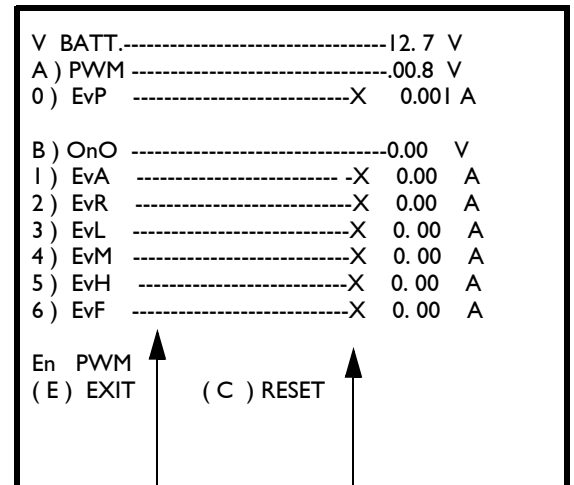 V BATT.----------------------------------12. 7 V
A ) PWM ---------------------------------.00.8 V
0 ) EvP ----------------------------X 0.001 A
B ) OnO ---------------------------------0.00 V
1 ) EvA -------------------------- -X 0.00 A
2 ) EvR ----------------------------X 0.00 A
3 ) EvL ----------------------------X 0. 00 A
4 ) EvM ----------------------------X 0. 00 A
5 ) EvH ---------------------------X 0. 00 A
6 ) EvF ----------------------------X 0. 00 A
En PWM
( E ) EXIT ( C ) RESET